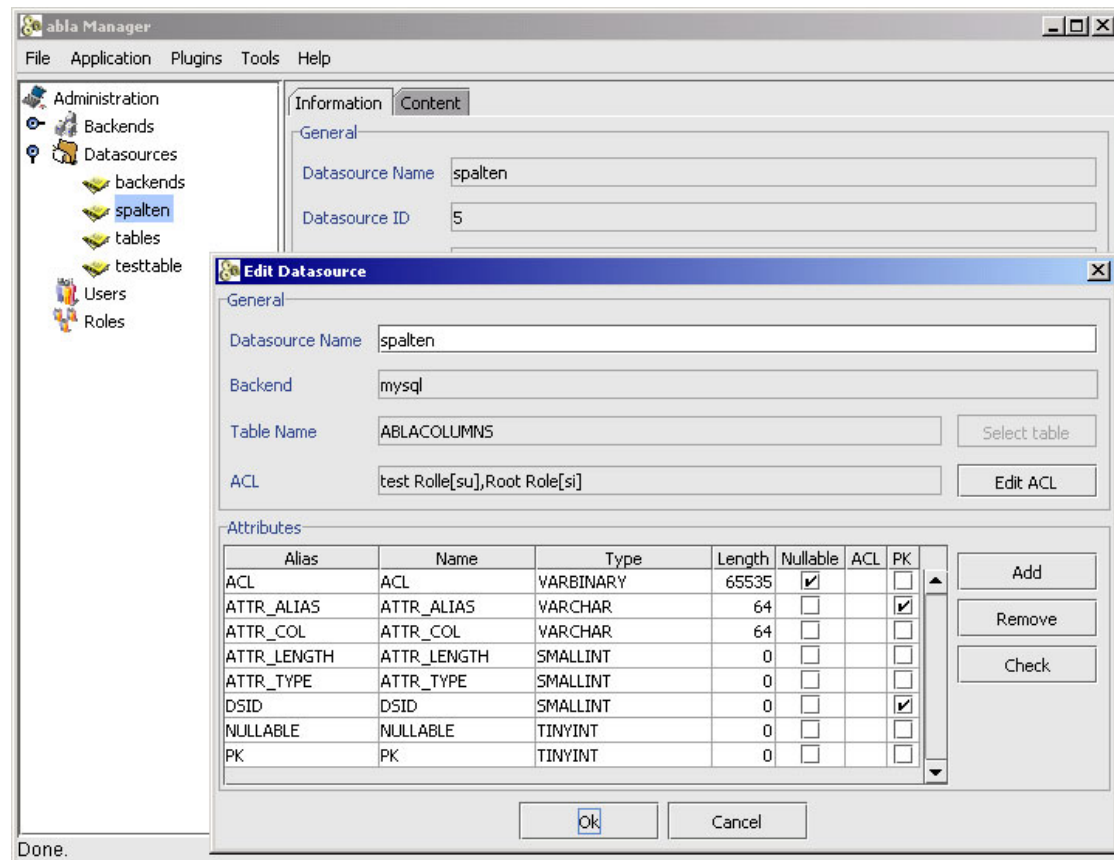 abla Manager
File Application Plugins Tools Help
Administration
Backends
Datasources
backends
spalten
tables
testtable
Users
Roles
Information Content
General
Datasource Name spalten
Datasource ID 5
Edit Datasource
General
Datasource Name spalten
Backend mysql
Table Name ABLACOLUMNS Select table
ACL test Rolle[su],Root Role[si] Edit ACL
Attributes
Alias Name Type Length Nullable ACL PK
ACL ACL VARBINARY 65535
ATTR_ALIAS ATTR_ALIAS VARCHAR 64
ATTR_COL ATTR_COL VARCHAR 64
ATTR_LENGTH ATTR_LENGTH SMALLINT 0
ATTR_TYPE ATTR_TYPE SMALLINT 0
DSID DSID SMALLINT 0
NULLABLE NULLABLE TINYINT 0
PK PK TINYINT 0
Add
Remove
Check
Ok Cancel
Done.